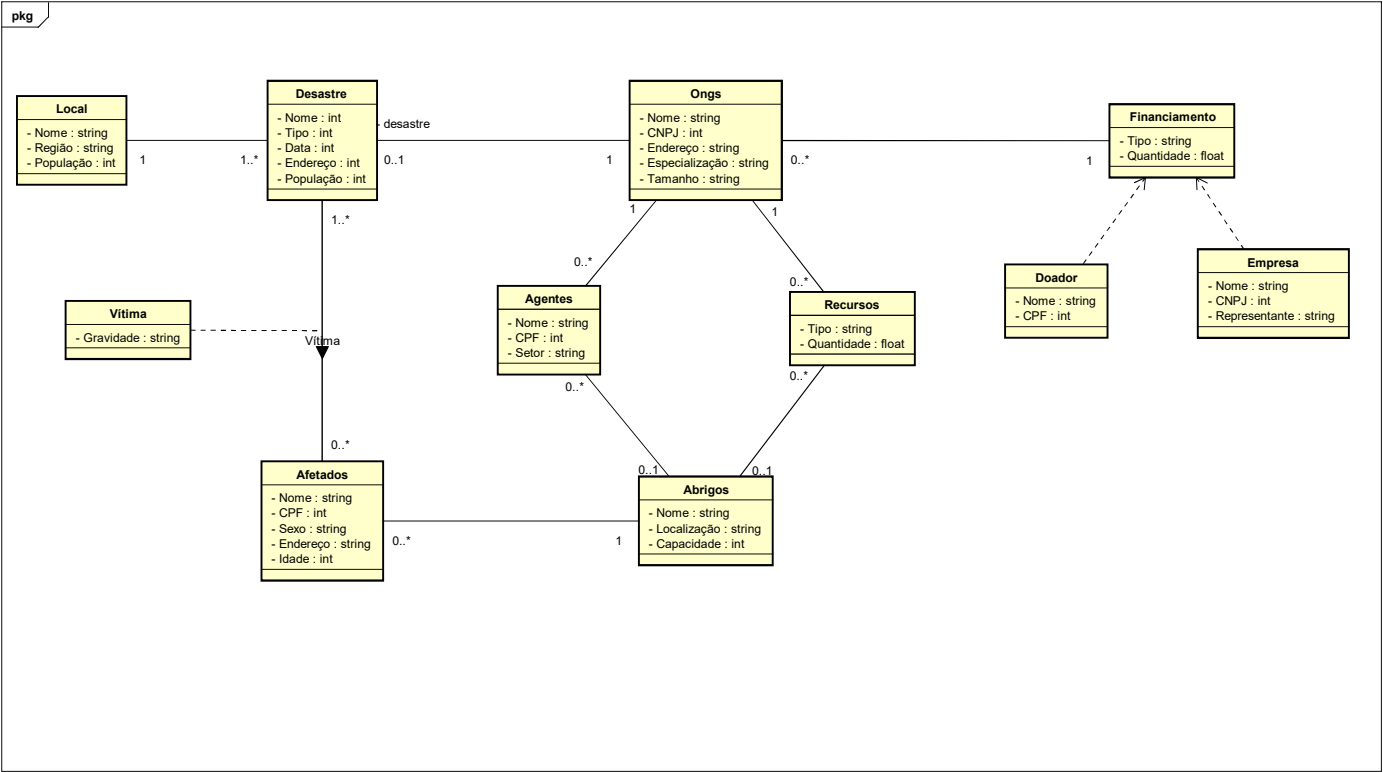 pkg
Local
- Nome : string
- Região : string
- População : int
1
1..*
Desastre
- Nome : int
- Tipo : int
- Data : int
- Endereço : int
- População : int
- desastre
0..1
1
Ongs
- Nome : string
- CNPJ : int
- Endereço : string
- Especialização : string
- Tamanho : string
0..*
1
Financiamento
- Tipo : string
- Quantidade : float
1..*
1
1
0..*
0..*
Doador
- Nome : string
- CPF : int
Empresa
- Nome : string
- CNPJ : int
- Representante : string
Vítima
- Gravidade : string
Vítima
Agentes
- Nome : string
- CPF : int
- Setor : string
Recursos
- Tipo : string
- Quantidade : float
0..*
0..*
0..*
0..1
0..1
Afetados
- Nome : string
- CPF : int
- Sexo : string
- Endereço : string
- Idade : int
0..*
1
Abrigos
- Nome : string
- Localização : string
- Capacidade : int